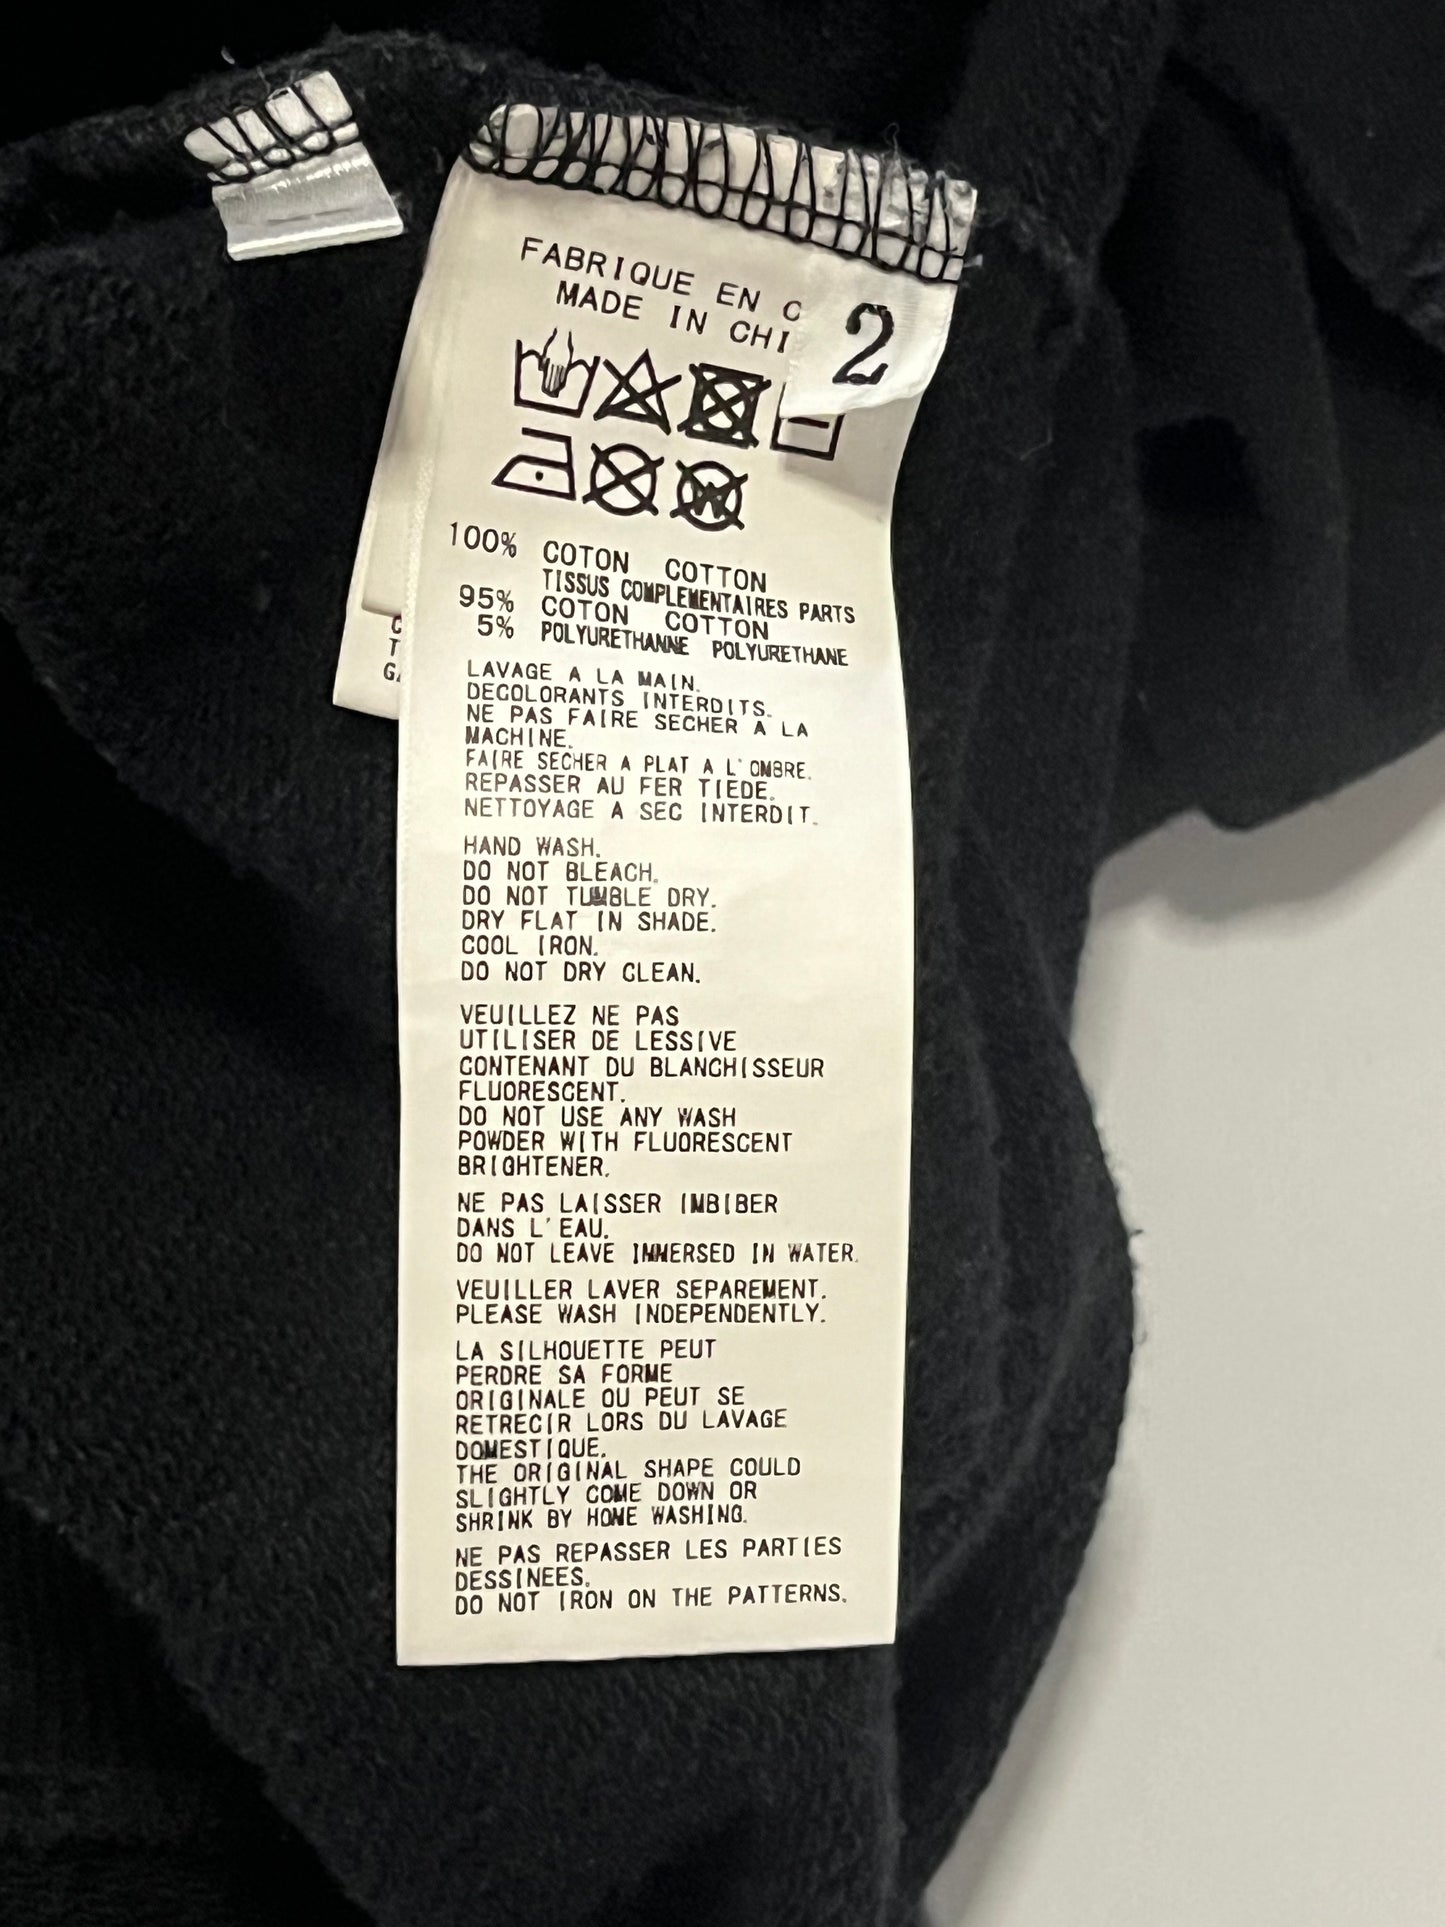 FABRIQUE EN C
MADE IN CHI
2
W
100% COTON COTTON
TISSUS COMPLEMENTAIRES PARTS
95% COTON COTTON
5% POLYURETHANNE POLYURETHANE
LAVAGE A LA MAIN.
DECOLORANTS INTERDITS.
NE PAS FAIRE SECHER A LA
MACHINE.
FAIRE SECHER A PLAT A L'OMBRE.
REPASSER AU FER TIEDE.
NETTOYAGE A SEC INTERDIT.
HAND WASH.
DO NOT BLEACH.
DO NOT TUMBLE DRY.
DRY FLAT IN SHADE.
COOL IRON.
DO NOT DRY CLEAN.
VEUILLEZ NE PAS
UTILISER DE LESSIVE
CONTENANT DU BLANCHISSEUR
FLUORESCENT.
DO NOT USE ANY WASH
POWDER WITH FLUORESCENT
BRIGHTENER.
NE PAS LAISSER IMBIBER
DANS L'EAU.
DO NOT LEAVE IMMERSED IN WATER.
VEUILLER LAVER SEPAREMENT.
PLEASE WASH INDEPENDENTLY.
LA SILHOUETTE PEUT
PERDRE SA FORME
ORIGINALE OU PEUT SE
RETRECIR LORS DU LAVAGE
DOMESTIQUE.
THE ORIGINAL SHAPE COULD
SLIGHTLY COME DOWN OR
SHRINK BY HOME WASHING.
NE PAS REPASSER LES PARTIES
DESSINEES.
DO NOT IRON ON THE PATTERNS.
C
T
GA